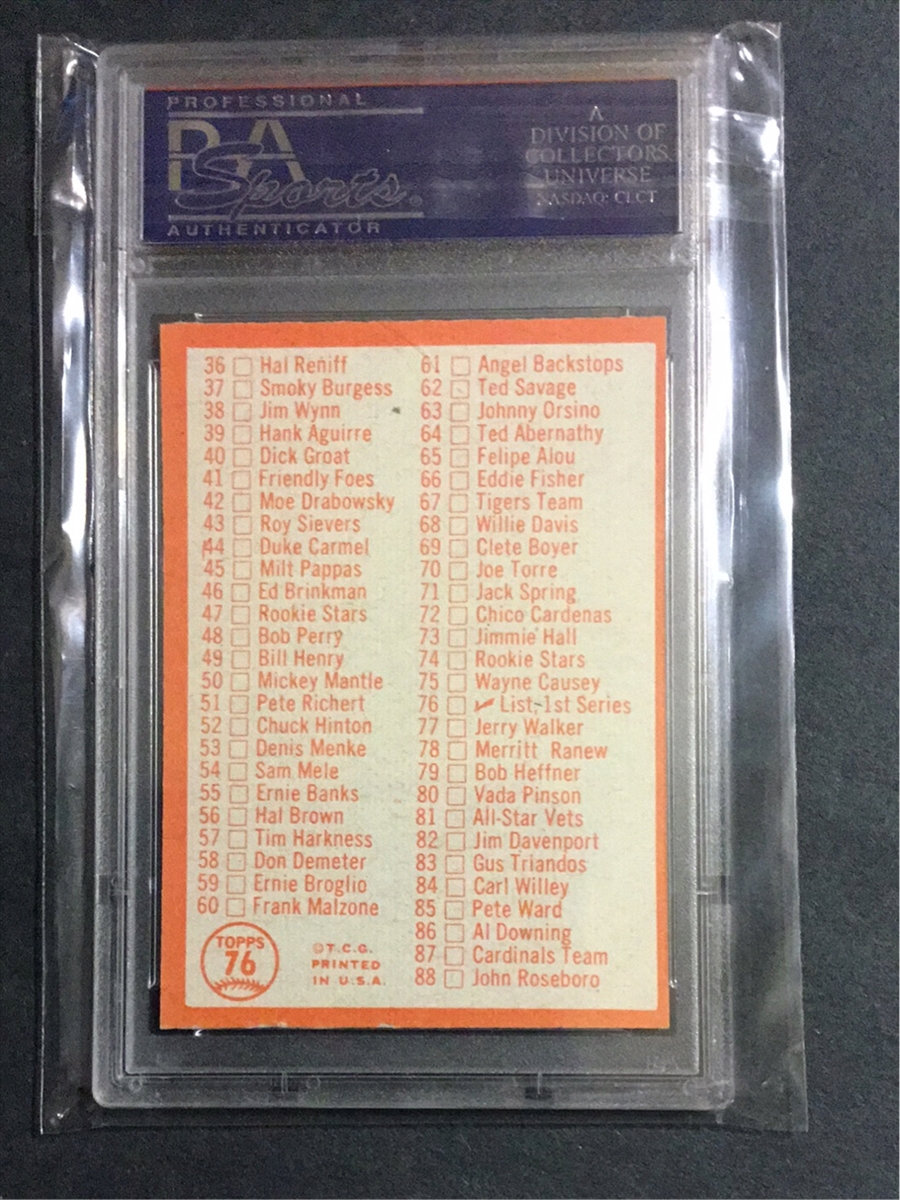 PROFESSIONAL
PSA
Sports
AUTHENTICATOR
A
DIVISION OF
COLLECTORS
UNIVERSE
NASDAQ: CLCT
36 Hal Reniff
37 Smoky Burgess
38 Jim Wynn
39 Hank Aguirre
40 Dick Groat
41 Friendly Foes
42 Moe Drabowsky
43 Roy Sievers
44 Duke Carmel
45 Milt Pappas
46 Ed Brinkman
47 Rookie Stars
48 Bob Perry
49 Bill Henry
50 Mickey Mantle
51 Pete Richert
52 Chuck Hinton
53 Denis Menke
54 Sam Mele
55 Ernie Banks
56 Hal Brown
57 Tim Harkness
58 Don Demeter
59 Ernie Broglio
60 Frank Malzone
61 Angel Backstops
62 Ted Savage
63 Johnny Orsino
64 Ted Abernathy
65 Felipe Alou
66 Eddie Fisher
67 Tigers Team
68 Willie Davis
69 Clete Boyer
70 Joe Torre
71 Jack Spring
72 Chico Cardenas
73 Jimmie Hall
74 Rookie Stars
75 Wayne Causey
76 ✓ List-1st Series
77 Jerry Walker
78 Merritt Ranew
79 Bob Heffner
80 Vada Pinson
81 All-Star Vets
82 Jim Davenport
83 Gus Triandos
84 Carl Willey
85 Pete Ward
86 Al Downing
87 Cardinals Team
88 John Roseboro
TOPPS
76
©T.C.G.
PRINTED
IN U.S.A.